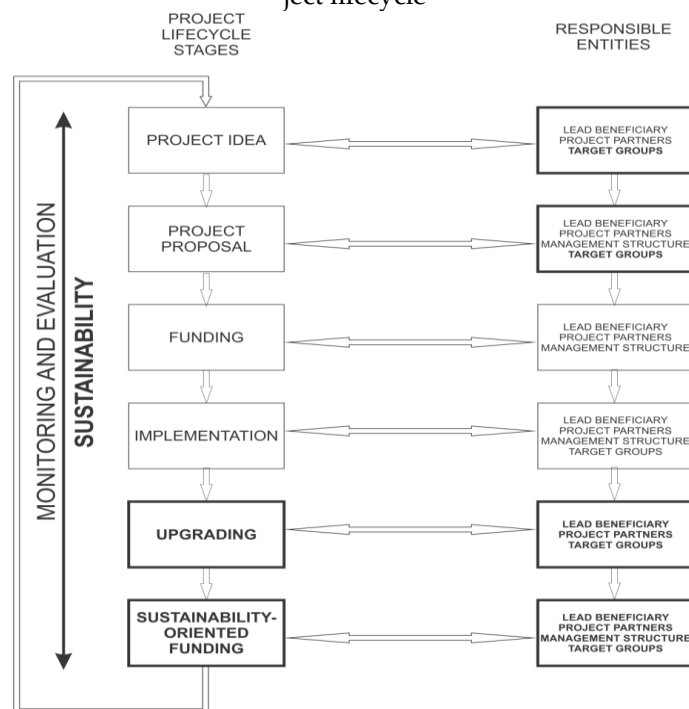 ject lifecycle
PROJECT
LIFECYCLE
STAGES
RESPONSIBLE
ENTITIES
MONITORING AND EVALUATION
SUSTAINABILITY
PROJECT IDEA
LEAD BENEFICIARY
PROJECT PARTNERS
TARGET GROUPS
PROJECT
PROPOSAL
LEAD BENEFICIARY
PROJECT PARTNERS
MANAGEMENT STRUCTURE
TARGET GROUPS
FUNDING
LEAD BENEFICIARY
PROJECT PARTNERS
MANAGEMENT STRUCTURE
IMPLEMENTATION
LEAD BENEFICIARY
PROJECT PARTNERS
MANAGEMENT STRUCTURE
TARGET GROUPS
UPGRADING
LEAD BENEFICIARY
PROJECT PARTNERS
TARGET GROUPS
SUSTAINABILITY-
ORIENTED
FUNDING
LEAD BENEFICIARY
PROJECT PARTNERS
MANAGEMENT STRUCTURE
TARGET GROUPS